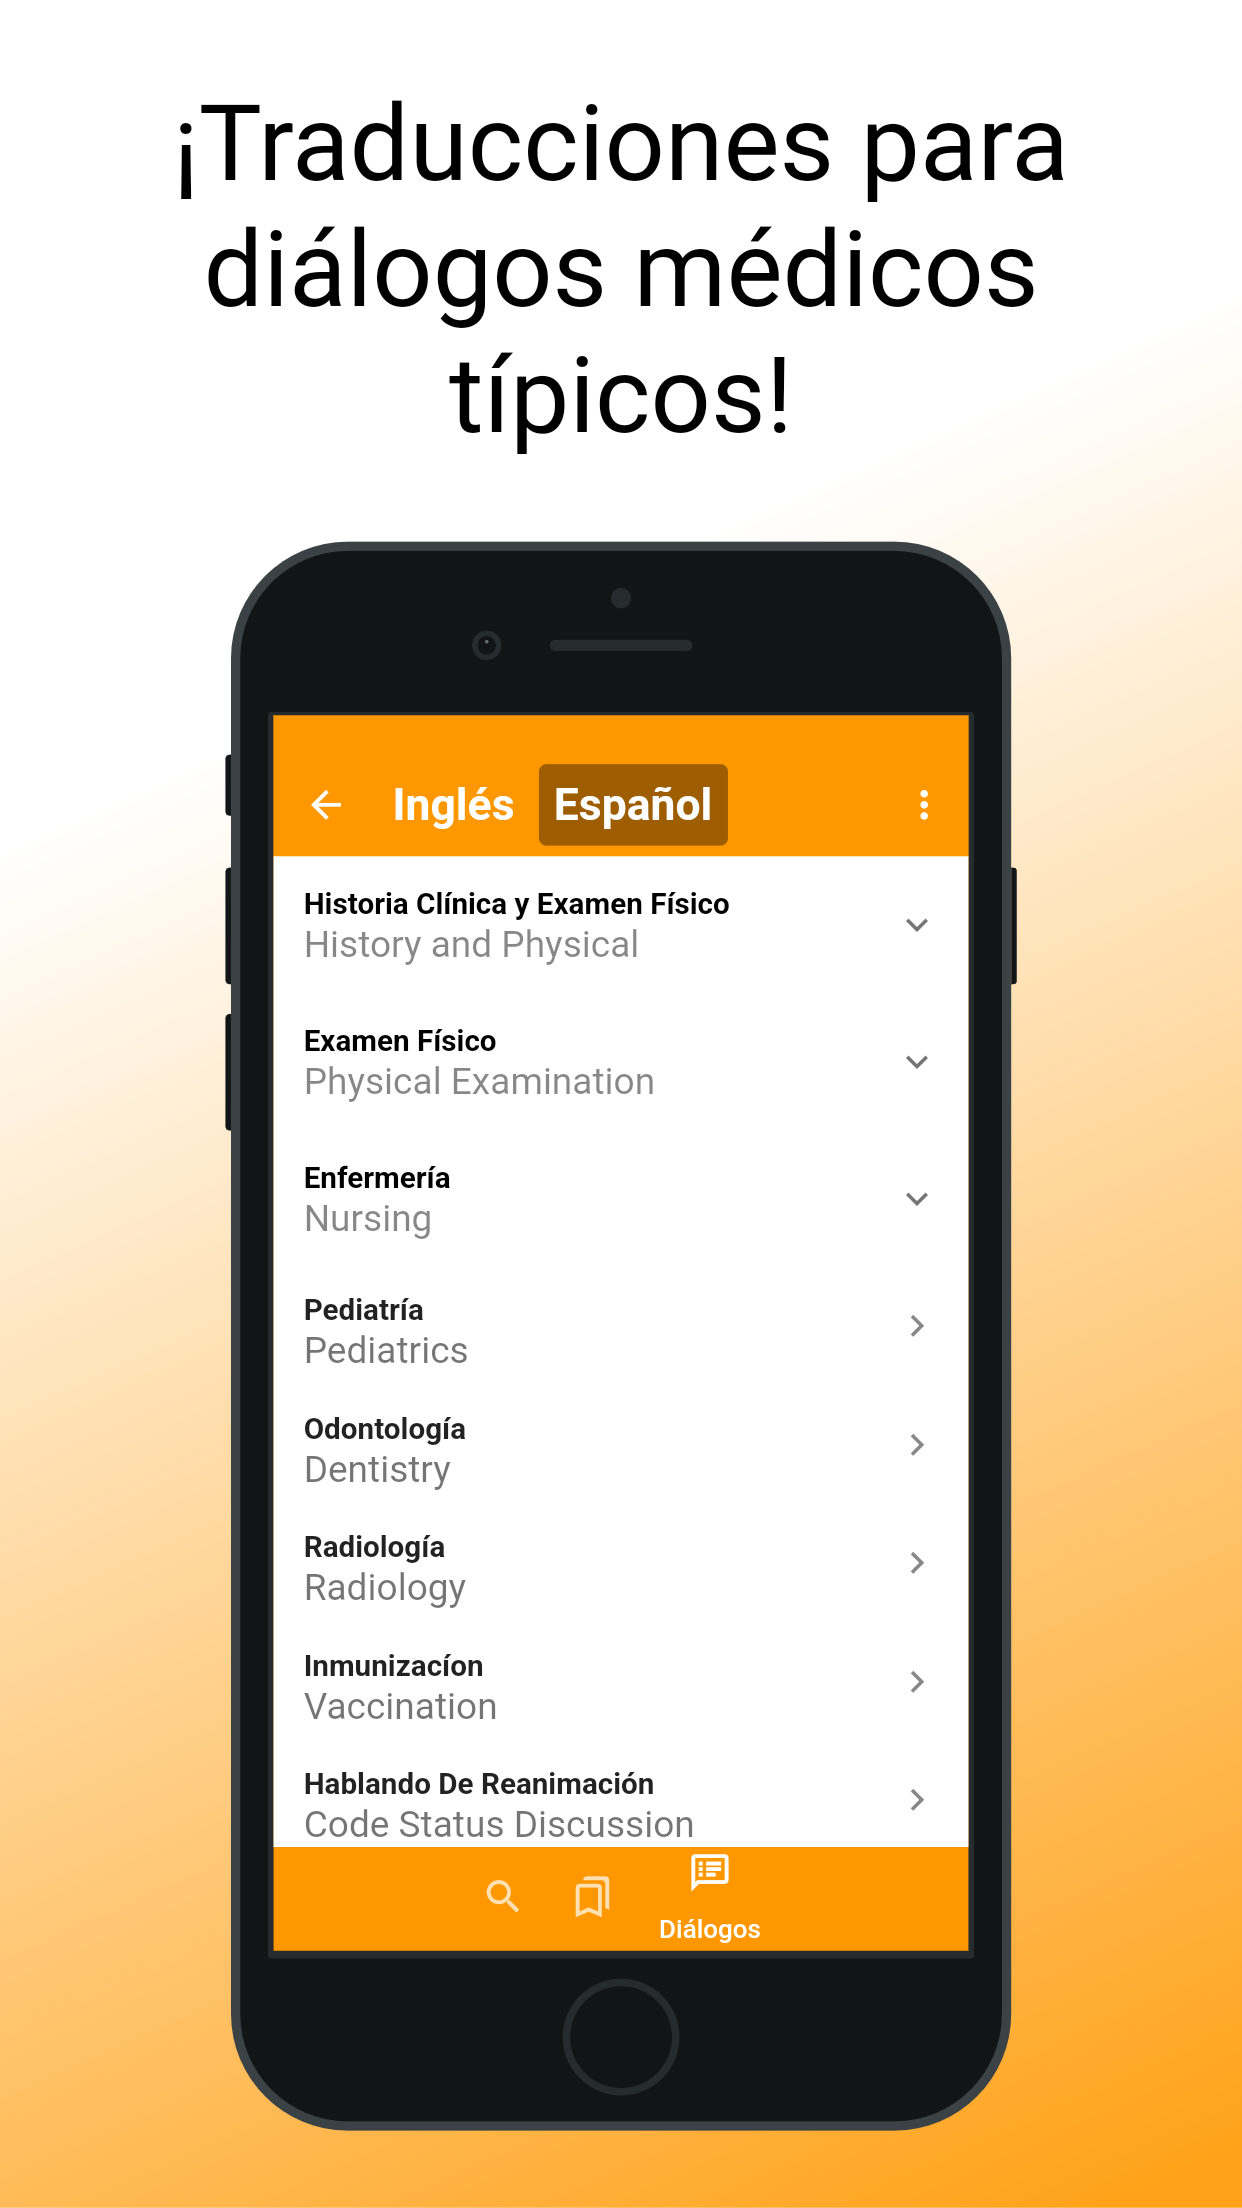 ¡Traducciones para
diálogos médicos
típicos!
Inglés Español
Historia Clínica y Examen Físico
History and Physical
Examen Físico
Physical Examination
Enfermería
Nursing
Pediatría
Pediatrics
Odontología
Dentistry
Radiología
Radiology
Inmunizacíon
Vaccination
Hablando De Reanimación
Code Status Discussion
Diálogos